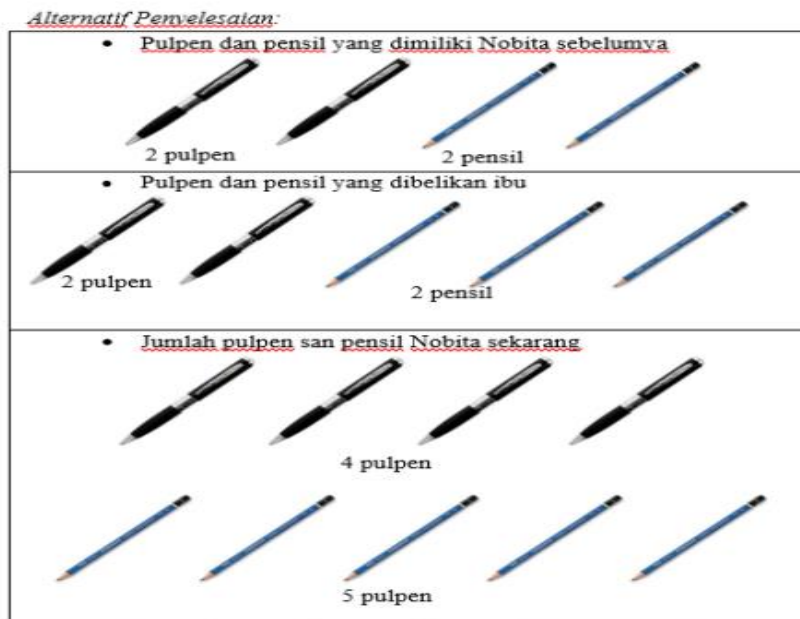 Alternatif Penyelesaian:
• Pulpen dan pensil yang dimiliki Nobita sebelumya
2 pulpen 2 pensil
• Pulpen dan pensil yang dibelikan ibu
2 pulpen 2 pensil
• Jumlah pulpen san pensil Nobita sekarang
4 pulpen
5 pulpen